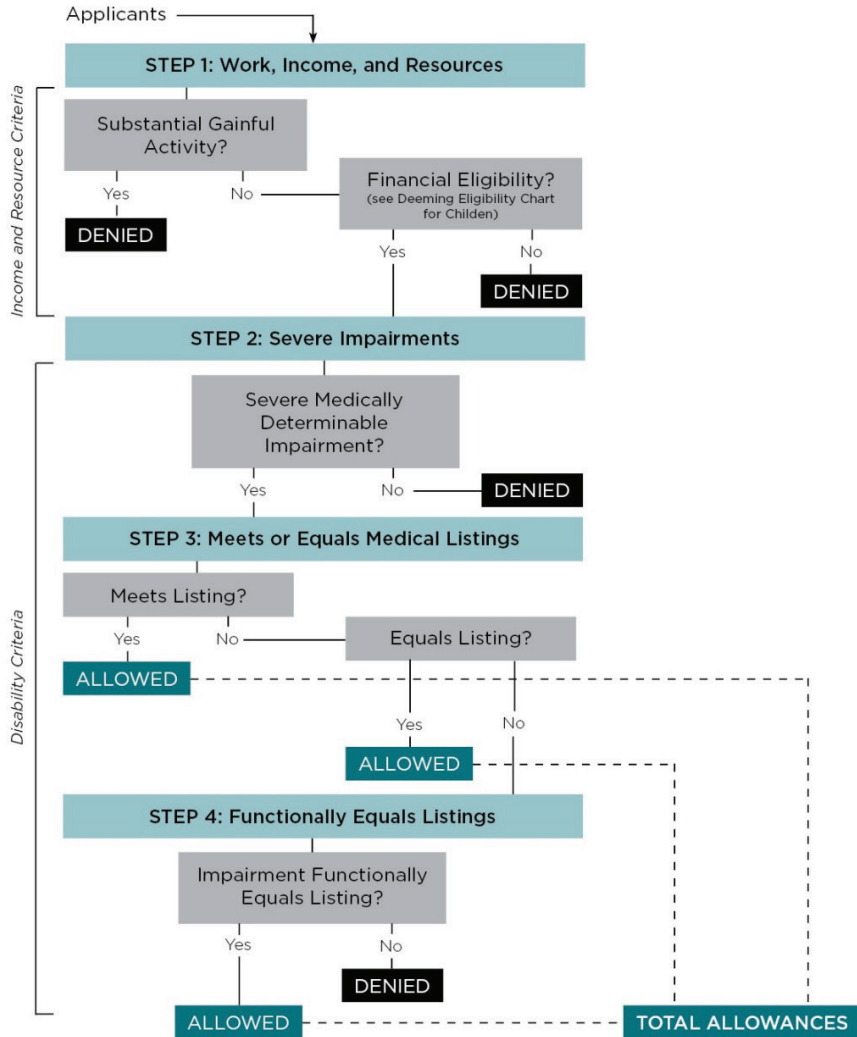 Applicants
STEP 1: Work, Income, and Resources
Income and Resource Criteria
Substantial Gainful
Activity?
Yes
No
DENIED
Financial Eligibility?
(see Deeming Eligibility Chart
for Childen)
Yes
No
DENIED
STEP 2: Severe Impairments
Disability Criteria
Severe Medically
Determinable
Impairment?
Yes
No
DENIED
STEP 3: Meets or Equals Medical Listings
Meets Listing?
Yes
No
ALLOWED
Equals Listing?
Yes
No
ALLOWED
STEP 4: Functionally Equals Listings
Impairment Functionally
Equals Listing?
Yes
No
DENIED
ALLOWED
TOTAL ALLOWANCES